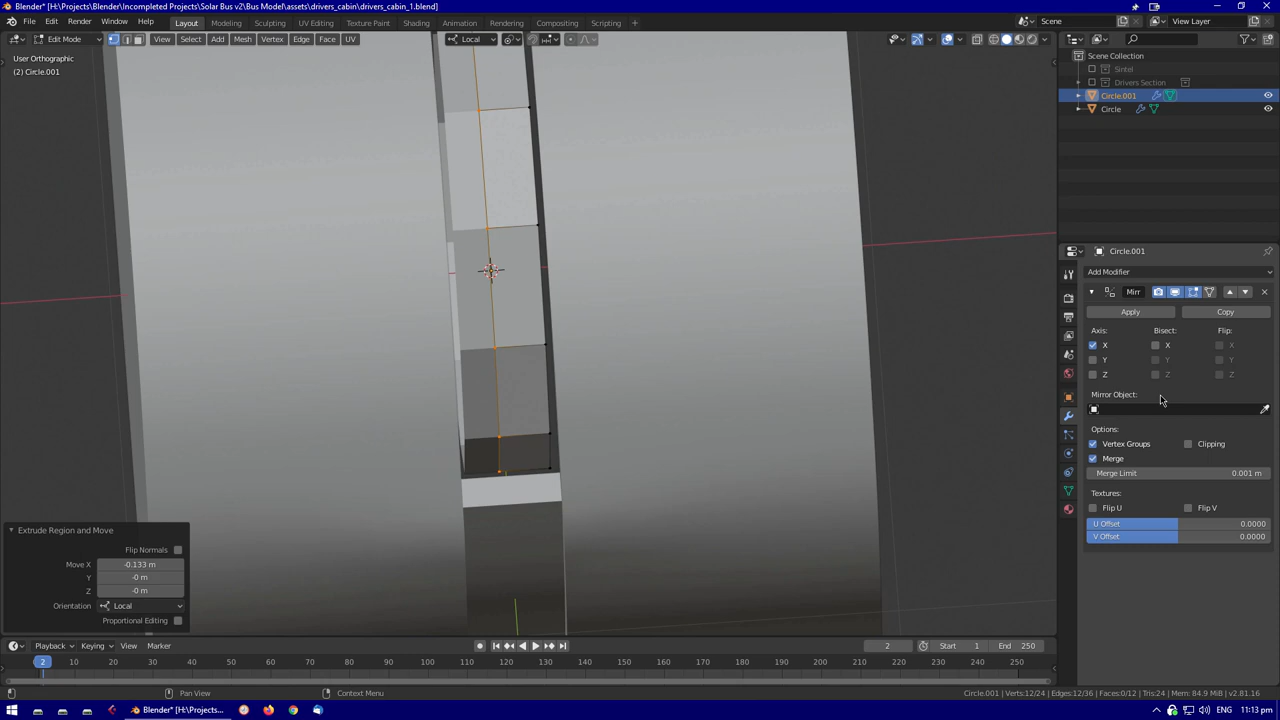 Blender* [H:\Projects\Blender\Incompleted Projects\Solar Bus v2\Bus Model\assets\drivers_cabin\drivers_cabin_1.blend]
File Edit Render Window Help Layout Modeling Sculpting UV Editing Texture Paint Shading Animation Rendering Compositing Scripting Scene View Layer
Edit Mode View Select Add Mesh Vertex Edge Face UV Local
User Orthographic
(2) Circle.001
Scene Collection
Sintel
Drivers Section
Circle.001
Circle
Circle.001
Add Modifier
Mirr
Apply Copy
Axis: Bisect: Flip:
X X X
Y Y Y
Z Z Z
Mirror Object:
Options:
Vertex Groups Clipping
Merge
Merge Limit 0.001 m
Textures:
Flip U Flip V
U Offset 0.0000
V Offset 0.0000
Extrude Region and Move
Flip Normals
Move X -0.133 m
Y -0 m
Z -0 m
Orientation Local
Proportional Editing
Playback Keying View Marker 2 Start 1 End 250
2 10 20 30 40 50 60 70 80 90 100 110 120 130 140 150 160 170 180 190 200 210 220 230 240 250
Pan View Context Menu Circle.001 | Verts:12/24 | Edges:12/36 | Faces:0/12 | Tris:24 | Mem: 84.9 MiB | v2.81.16
Blender* [H:\Projects... ENG 11:13 pm